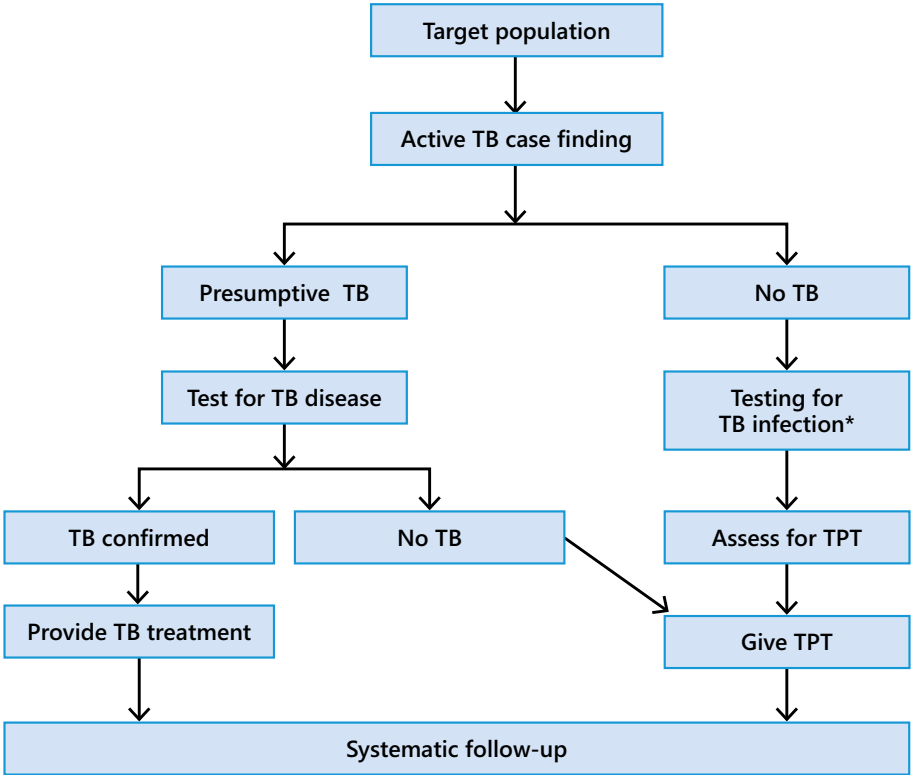 Target population
Active TB case finding
Presumptive TB
No TB
Test for TB disease
Testing for
TB infection*
TB confirmed
No TB
Assess for TPT
Provide TB treatment
Give TPT
Systematic follow-up